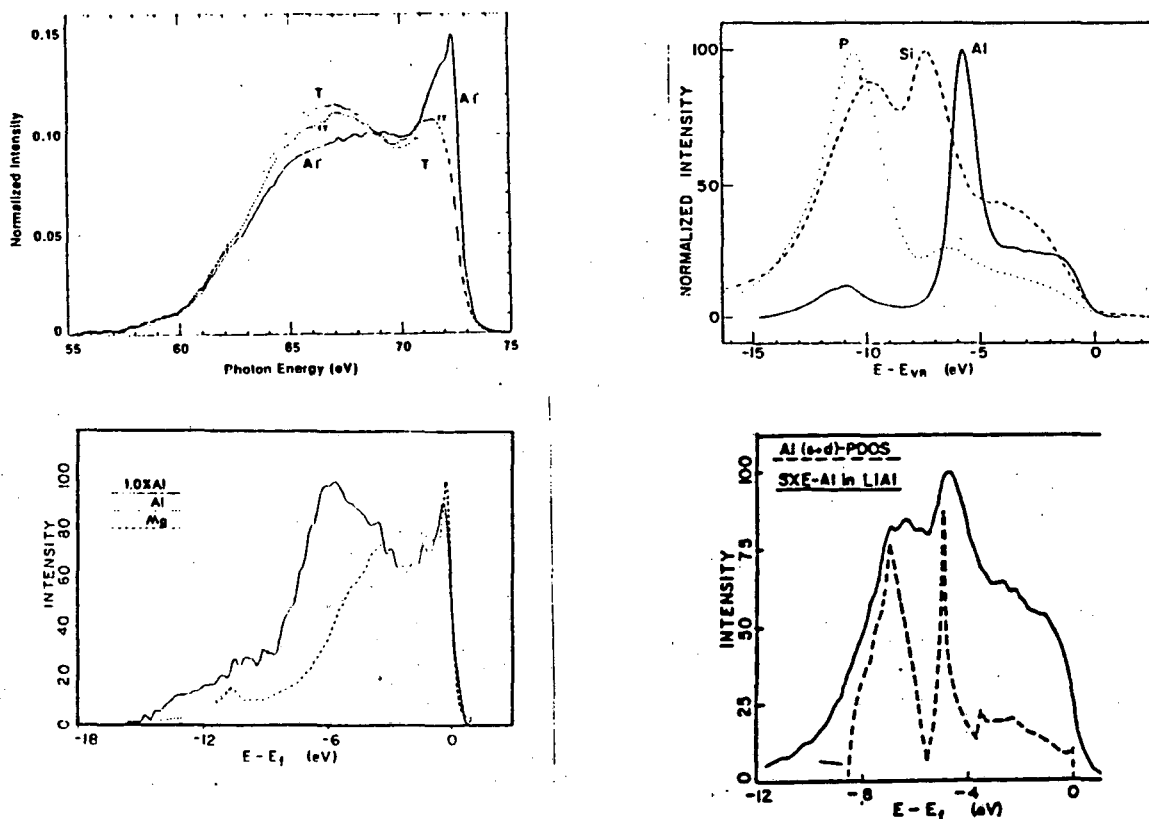 0.15
0.10
0.05
0
Normalized Intensity
T
Al
Al
T
55
60
65
70
75
Photon Energy (eV)
100
50
0
NORMALIZED INTENSITY
P
Si
Al
-15
-10
-5
0
(eV)
100
80
60
40
20
0
INTENSITY
1.0%Al
Al
Mg
-18
-12
-6
0
E - Ef (eV)
Al (s+d)-PDOS
SXE-Al in LiAl
100
75
50
25
0
INTENSITY
-12
-8
-4
0
E - Ef (eV)